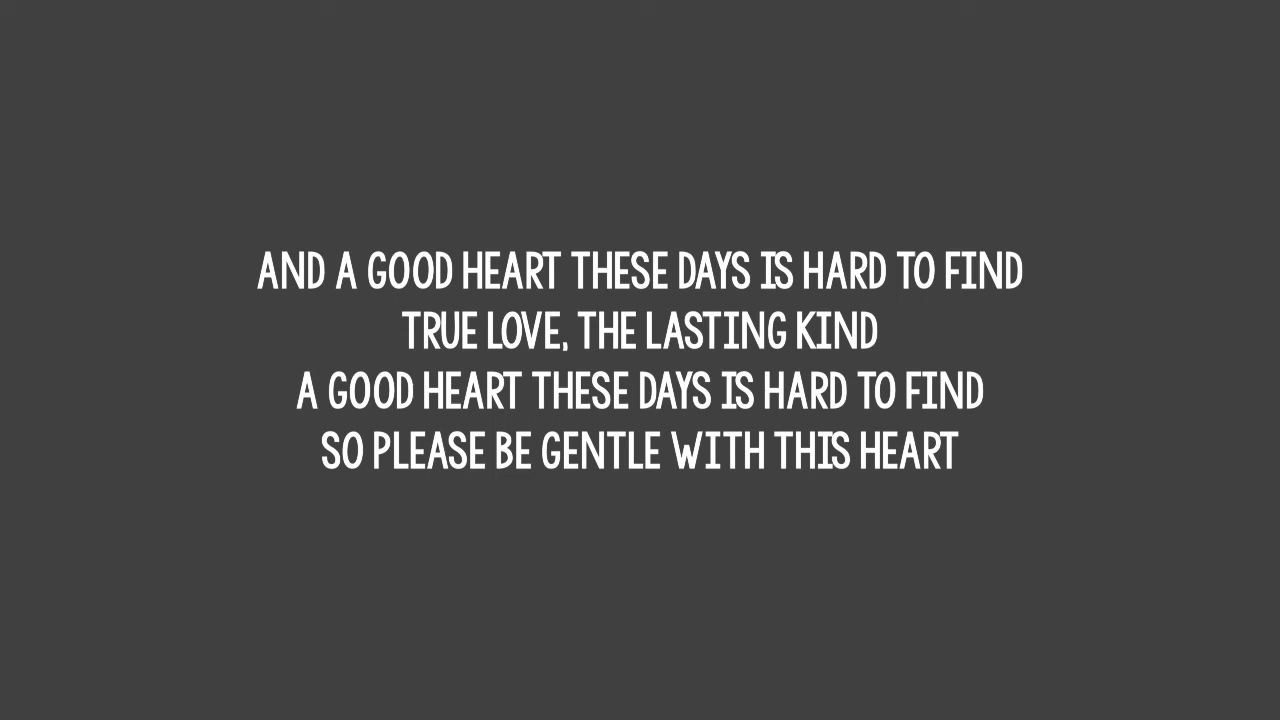 AND A GOOD HEART THESE DAYS IS HARD TO FIND
TRUE LOVE, THE LASTING KIND
A GOOD HEART THESE DAYS IS HARD TO FIND
SO PLEASE BE GENTLE WITH THIS HEART